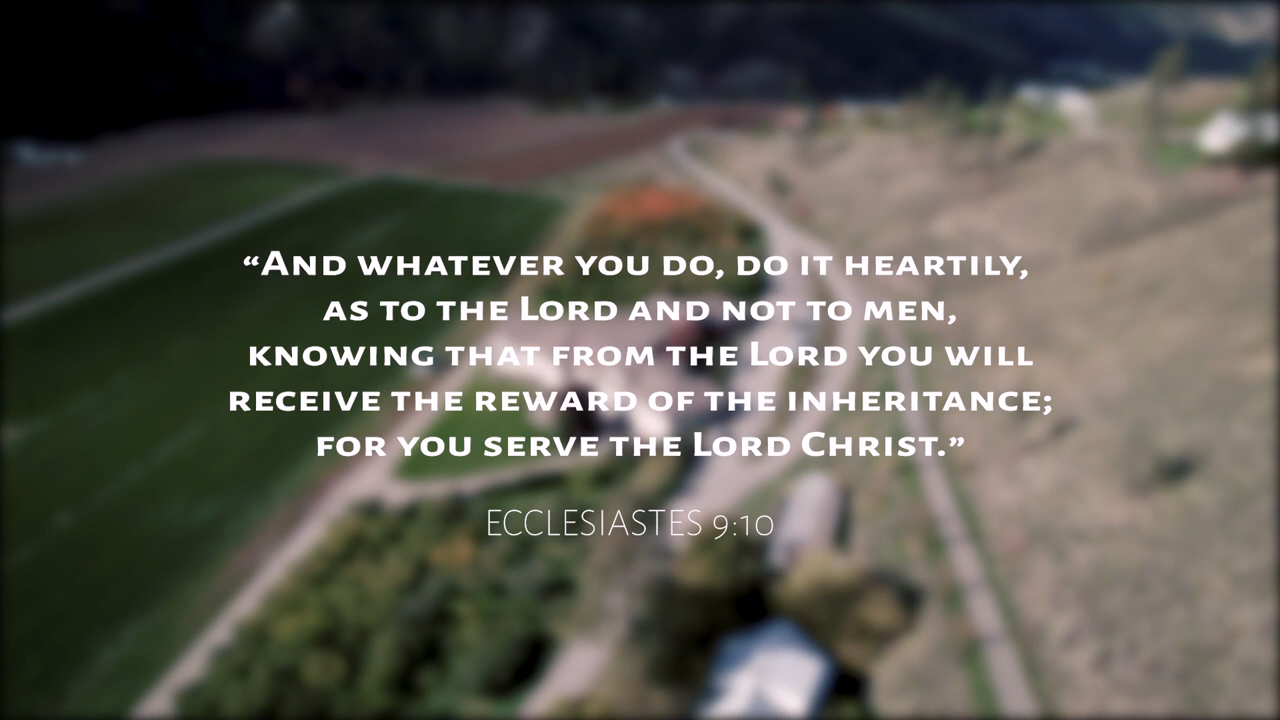 “And whatever you do, do it heartily,
as to the Lord and not to men,
knowing that from the Lord you will
receive the reward of the inheritance;
for you serve the Lord Christ.”
ECCLESIASTES 9:10